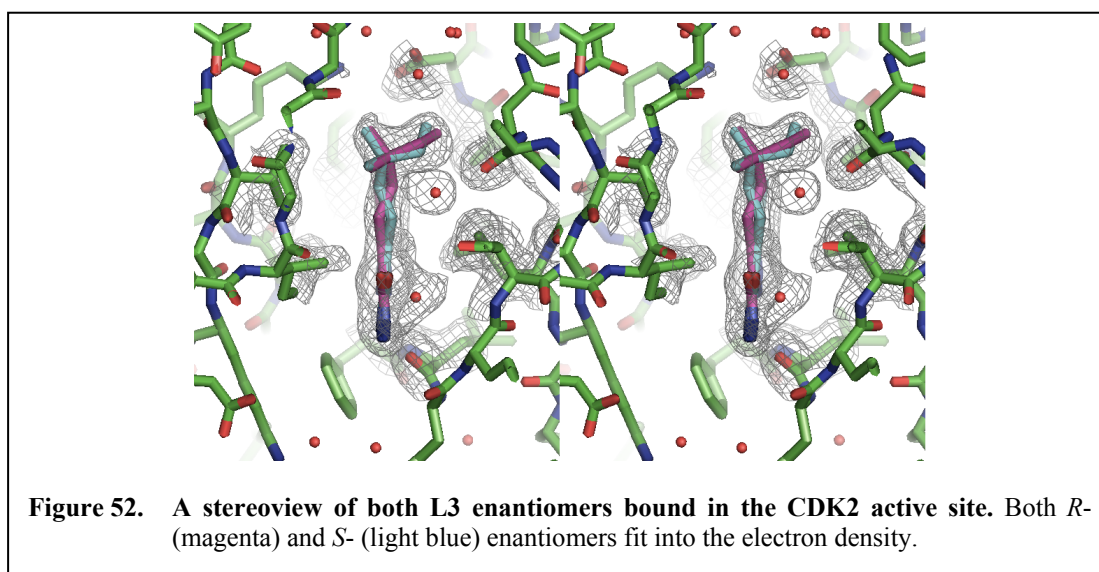 Figure 52. A stereoview of both L3 enantiomers bound in the CDK2 active site. Both R-
(magenta) and S- (light blue) enantiomers fit into the electron density.